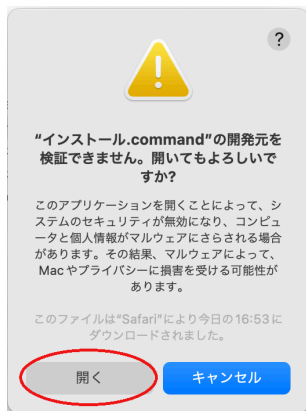 ?
“インストール.command”の開発元を
検証できません。開いてもよろしいで
すか?
このアプリケーションを開くことによって、シ
ステムのセキュリティが無効になり、コンピュ
ータと個人情報がマルウェアにさらされる場合
があります。その結果、マルウェアによって、
Macやプライバシーに損害を受ける可能性が
あります。
このファイルは“Safari”により今日の16:53に
ダウンロードされました。
開く
キャンセル